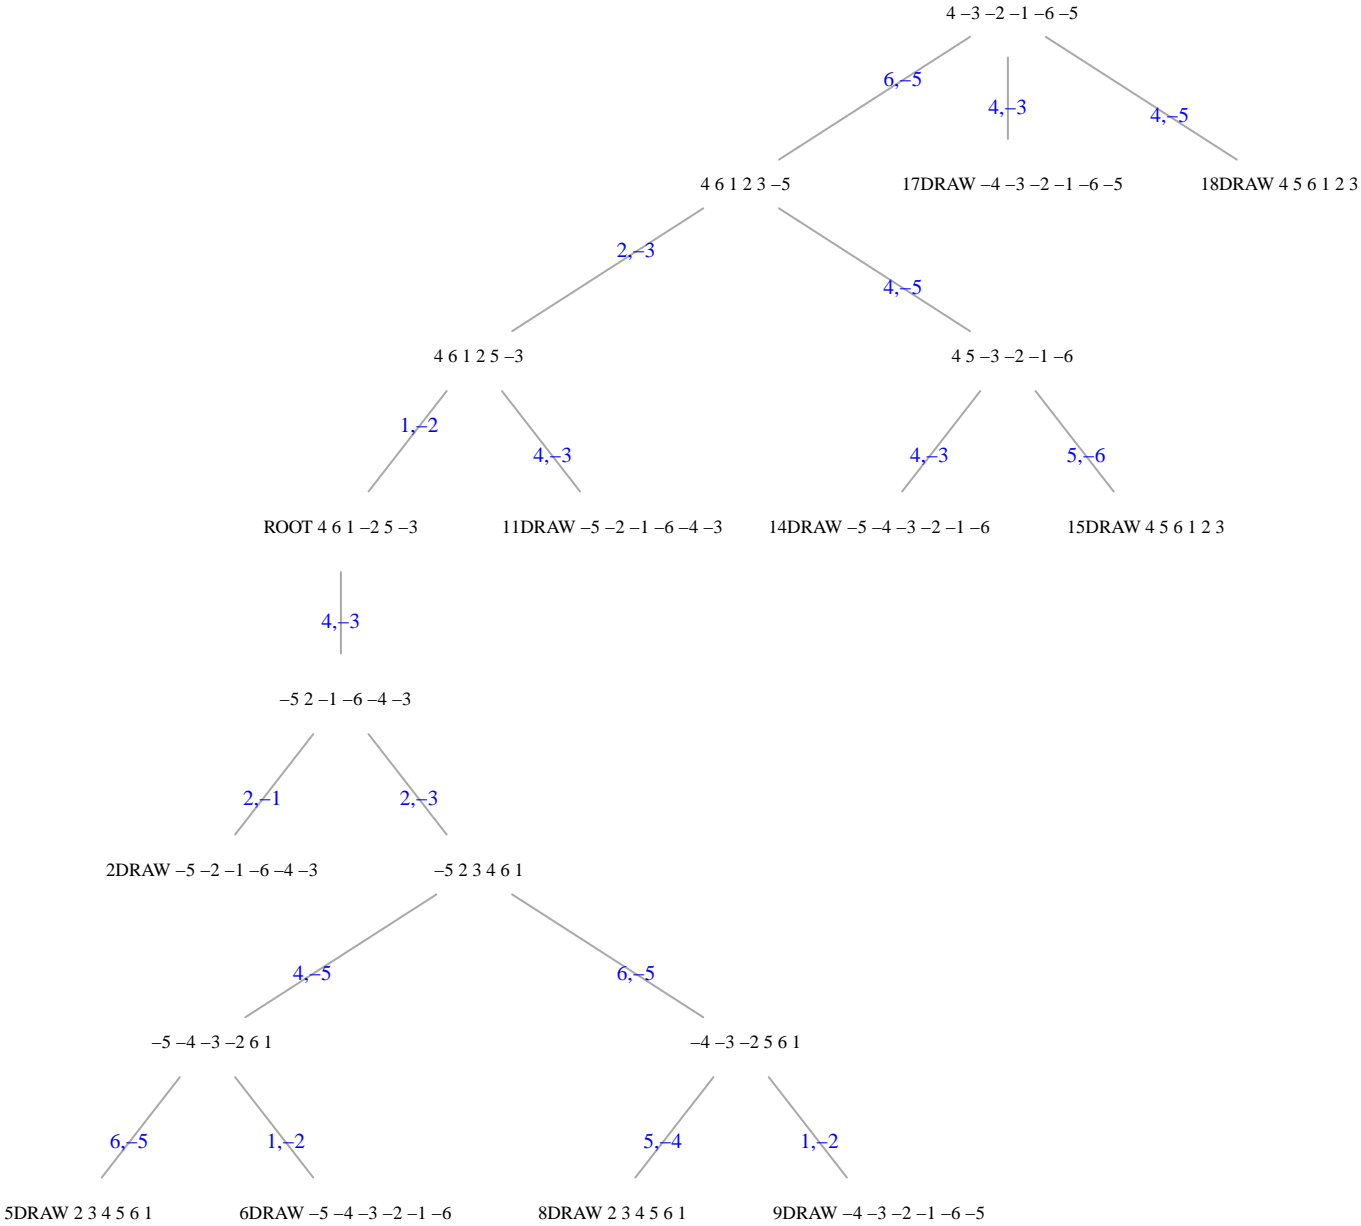 4 –3 –2 –1 –6 –5
6,–5
4,–3
4,–5
4 6 1 2 3 –5
17DRAW –4 –3 –2 –1 –6 –5
18DRAW 4 5 6 1 2 3
2,–3
4,–5
4 6 1 2 5 –3
4 5 –3 –2 –1 –6
1,–2
4,–3
4,–3
5,–6
ROOT 4 6 1 –2 5 –3
11DRAW –5 –2 –1 –6 –4 –3
14DRAW –5 –4 –3 –2 –1 –6
15DRAW 4 5 6 1 2 3
4,–3
–5 2 –1 –6 –4 –3
2,–1
2,–3
2DRAW –5 –2 –1 –6 –4 –3
–5 2 3 4 6 1
4,–5
6,–5
–5 –4 –3 –2 6 1
–4 –3 –2 5 6 1
6,–5
1,–2
5,–4
1,–2
5DRAW 2 3 4 5 6 1
6DRAW –5 –4 –3 –2 –1 –6
8DRAW 2 3 4 5 6 1
9DRAW –4 –3 –2 –1 –6 –5